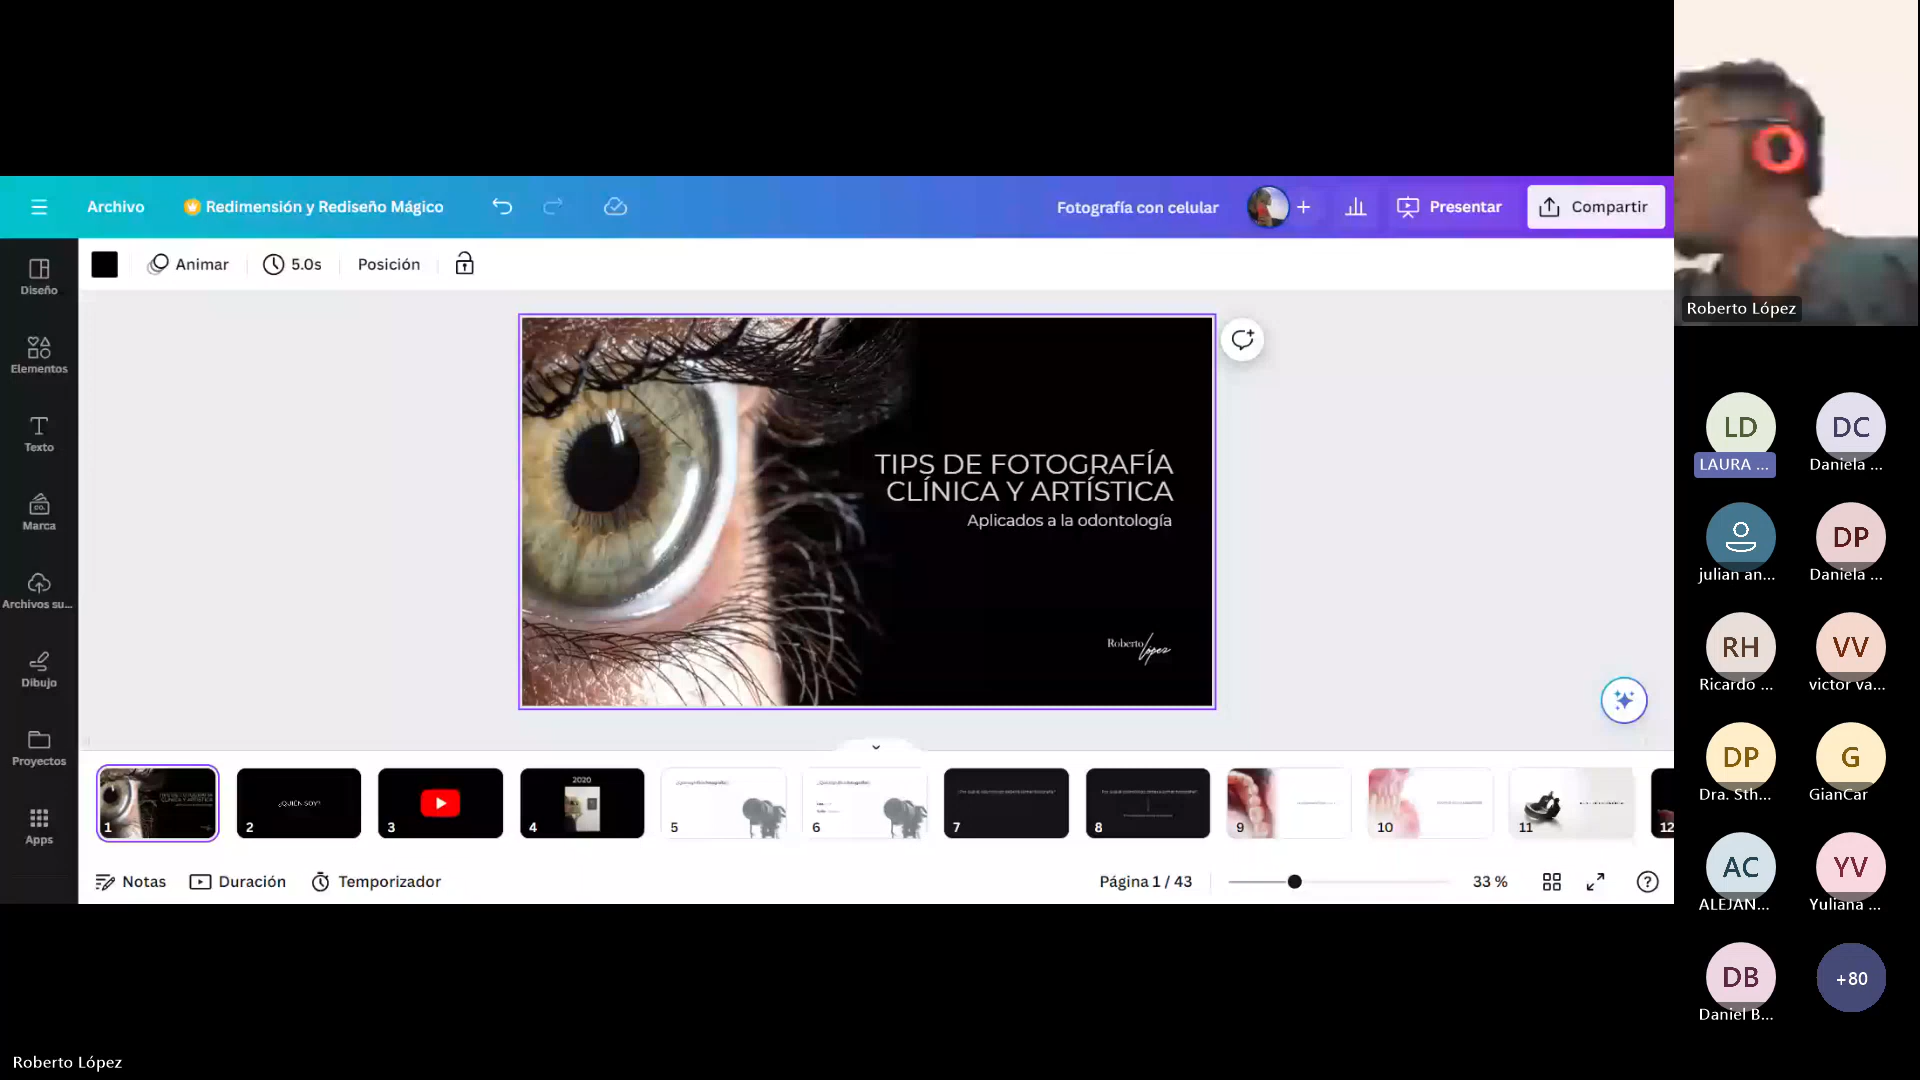 Archivo
Redimensión y Rediseño Mágico
Fotografía con celular
Presentar
Compartir
Animar
5.0s
Posición
Diseño
Elementos
Texto
Marca
Archivos su...
Dibujo
Proyectos
Apps
TIPS DE FOTOGRAFÍA
CLÍNICA Y ARTÍSTICA
Aplicados a la odontología
Roberto
López
1
2
¿QUIÉN SOY?
3
2020
4
5
6
7
8
9
10
11
12
Notas
Duración
Temporizador
Página 1 / 43
33 %
Roberto López
LD
LAURA ...
DC
Daniela ...
julian an...
DP
Daniela ...
RH
Ricardo ...
VV
victor va...
DP
Dra. Sth...
G
GianCar
AC
ALEJAN...
YV
Yuliana ...
DB
Daniel B...
+80
Roberto López